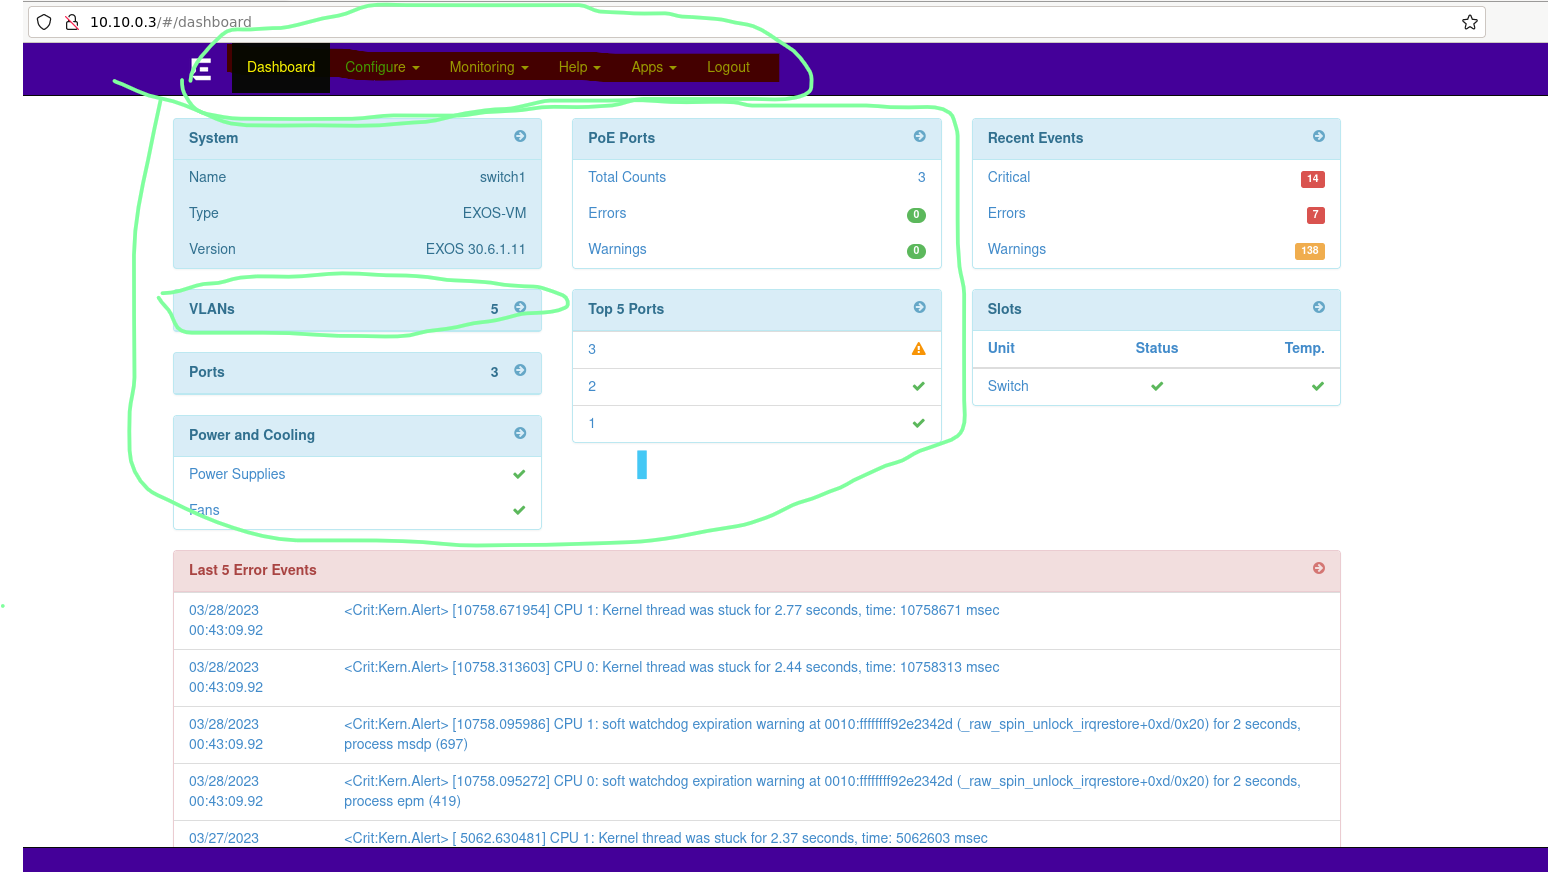 10.10.0.3/#/dashboard
Dashboard Configure Monitoring Help Apps Logout
System
Name switch1
Type EXOS-VM
Version EXOS 30.6.1.11
VLANs 5
Ports 3
Power and Cooling
Power Supplies
Fans
PoE Ports
Total Counts 3
Errors 0
Warnings 0
Top 5 Ports
3
2
1
Recent Events
Critical 14
Errors 7
Warnings 138
Slots
Unit Status Temp.
Switch
Last 5 Error Events
03/28/2023 <Crit:Kern.Alert> [10758.671954] CPU 1: Kernel thread was stuck for 2.77 seconds, time: 10758671 msec
00:43:09.92
03/28/2023 <Crit:Kern.Alert> [10758.313603] CPU 0: Kernel thread was stuck for 2.44 seconds, time: 10758313 msec
00:43:09.92
03/28/2023 <Crit:Kern.Alert> [10758.095986] CPU 1: soft watchdog expiration warning at 0010:ffffffff92e2342d (_raw_spin_unlock_irqrestore+0xd/0x20) for 2 seconds,
00:43:09.92 process msdp (697)
03/28/2023 <Crit:Kern.Alert> [10758.095272] CPU 0: soft watchdog expiration warning at 0010:ffffffff92e2342d (_raw_spin_unlock_irqrestore+0xd/0x20) for 2 seconds,
00:43:09.92 process epm (419)
03/27/2023 <Crit:Kern.Alert> [ 5062.630481] CPU 1: Kernel thread was stuck for 2.37 seconds, time: 5062603 msec